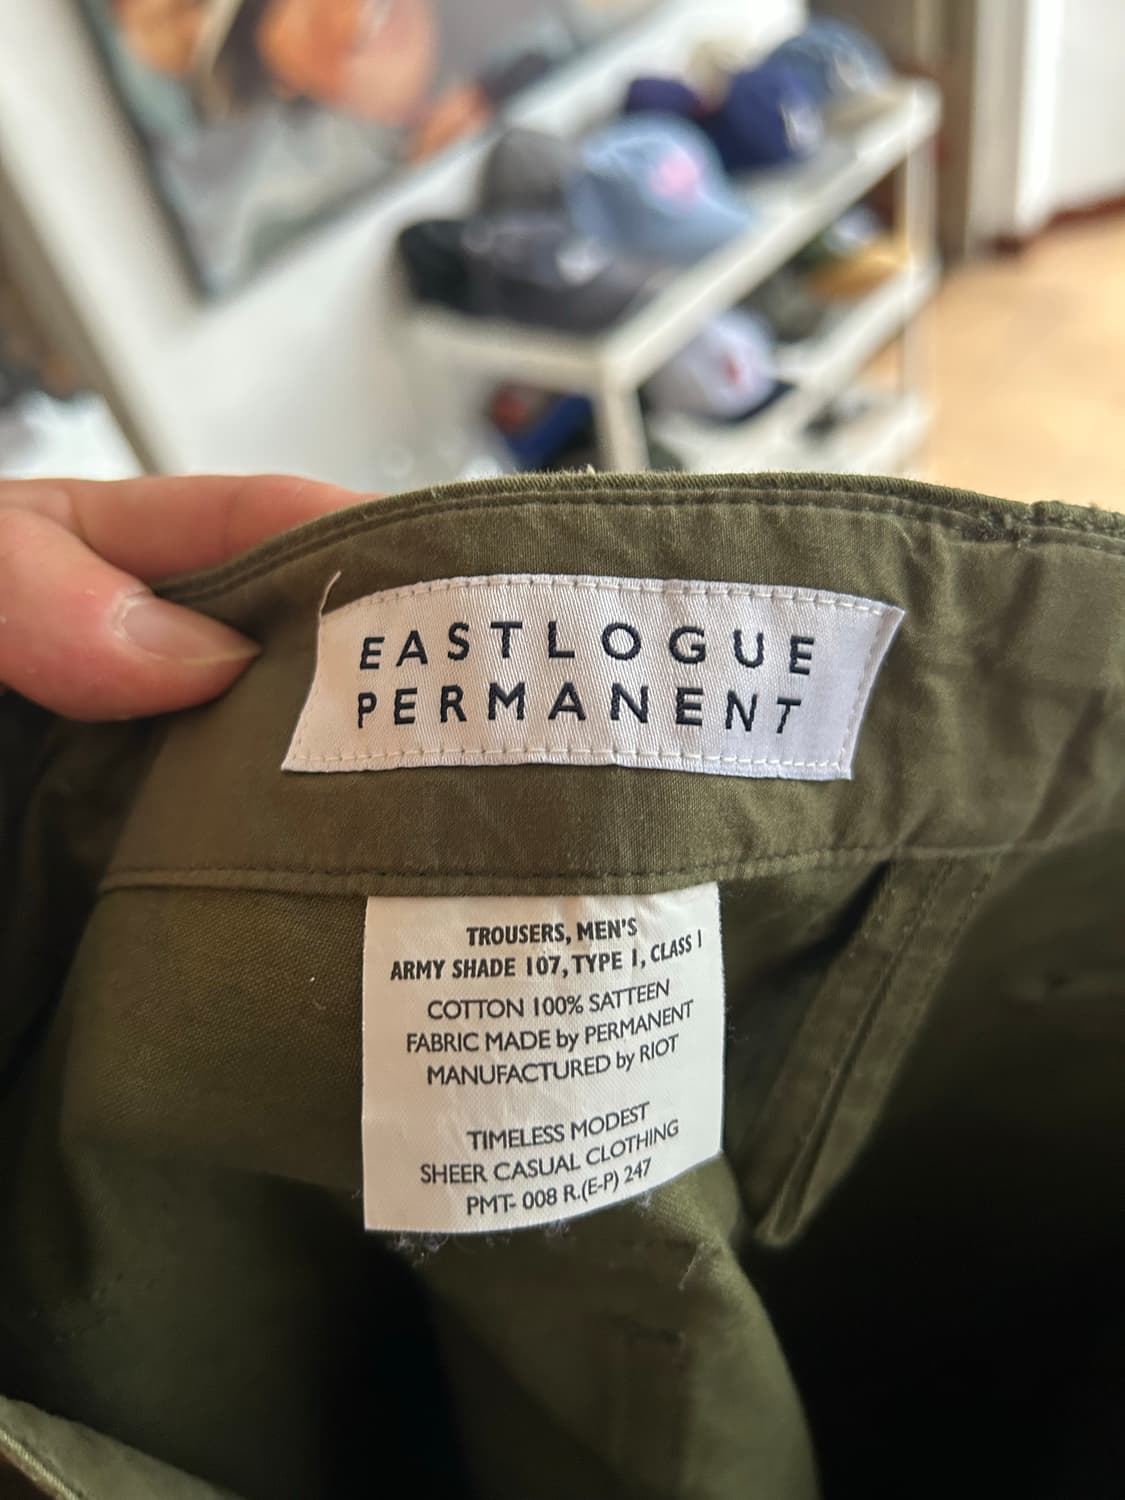 EASTLOGUE
PERMANENT
TROUSERS, MEN'S
ARMY SHADE 107, TYPE 1, CLASS 1
COTTON 100% SATTEEN
FABRIC MADE by PERMANENT
MANUFACTURED by RIOT
TIMELESS MODEST
SHEER CASUAL CLOTHING
PMT- 008 R.(E-P) 247